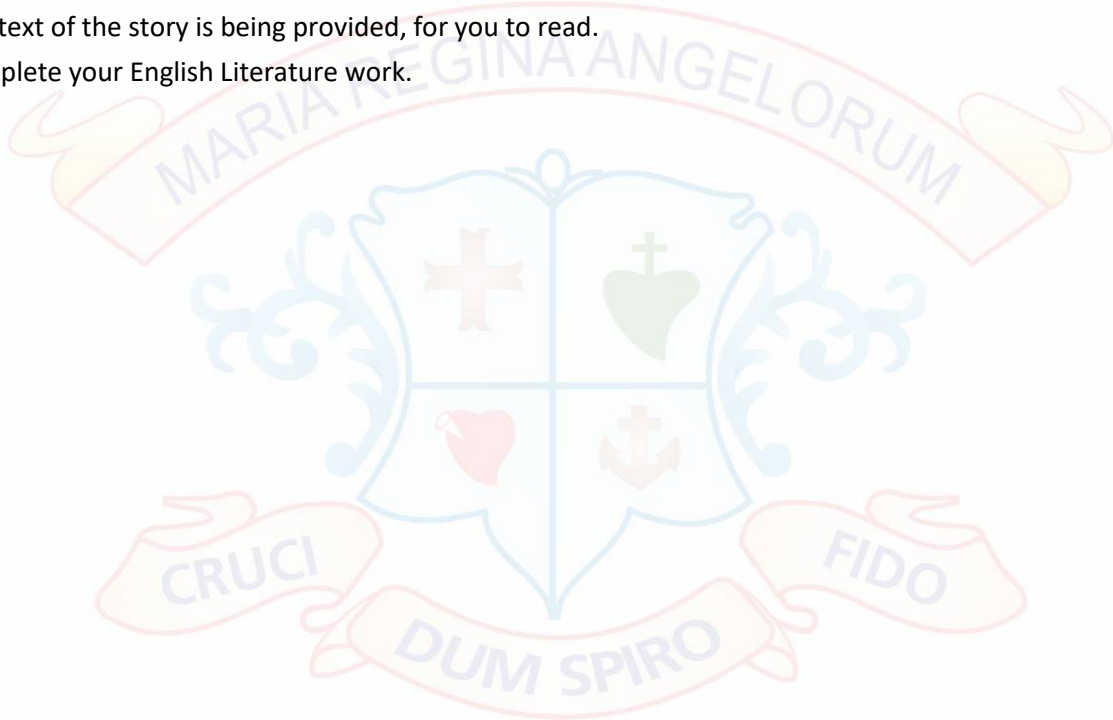 text of the story is being provided, for you to read.
plete your English Literature work.
MARIA REGINA ANGELORUM
CRUCI
FIDO
DUM SPIRO